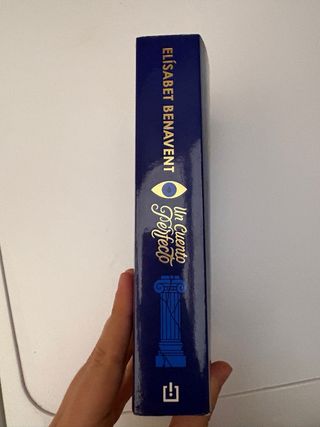 ELÍSABET BENAVENT
Un Cuento
Perfecto